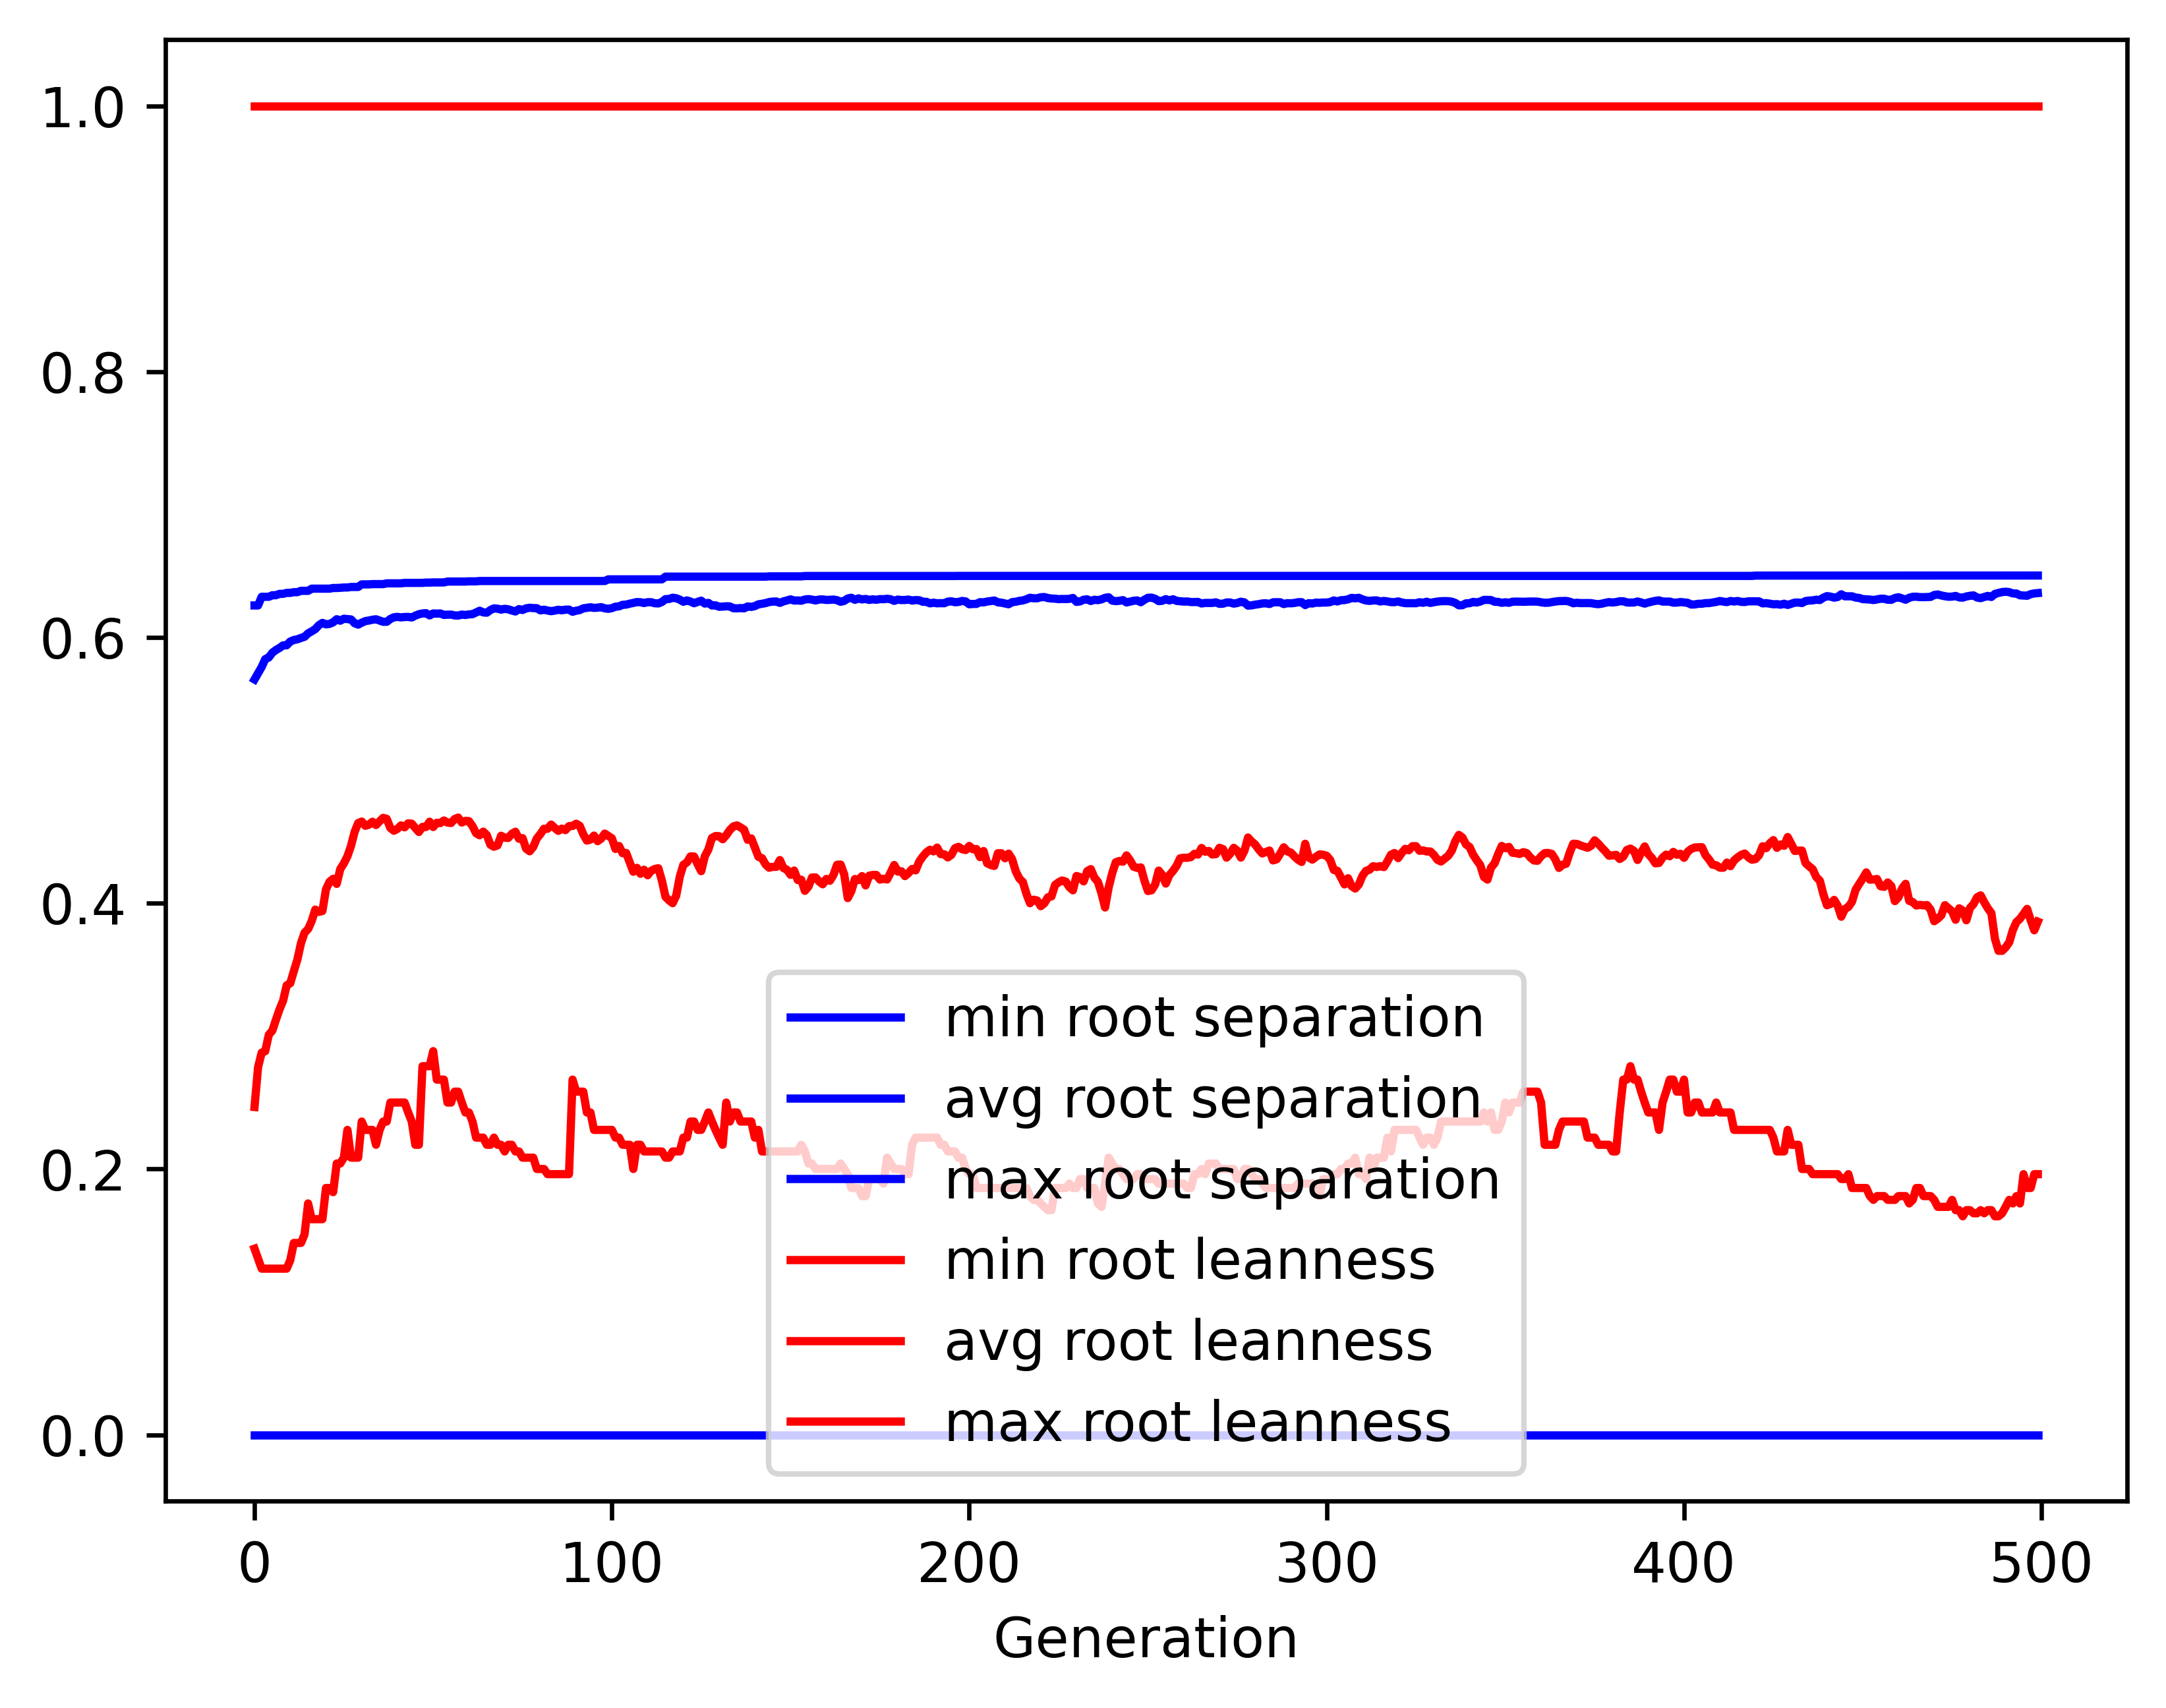 1.0
0.8
0.6
0.4
0.2
0.0
min root separation
avg root separation
max root separation
min root leanness
avg root leanness
max root leanness
0 100 200 300 400 500
Generation